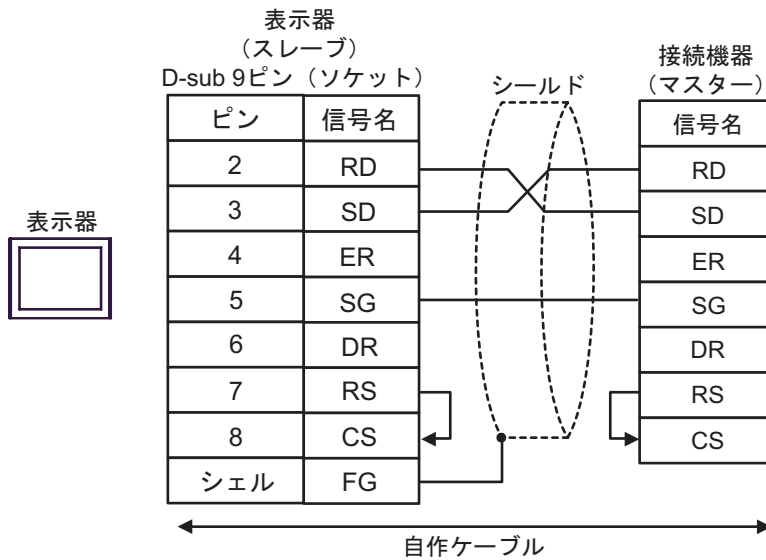 表示器
(スレーブ)
D-sub 9ピン（ソケット）
シールド
接続機器
（マスター）
ピン 信号名
信号名
2 RD
RD
3 SD
SD
表示器
4 ER
ER
5 SG
SG
6 DR
DR
7 RS
RS
8 CS
CS
シェル FG
自作ケーブル